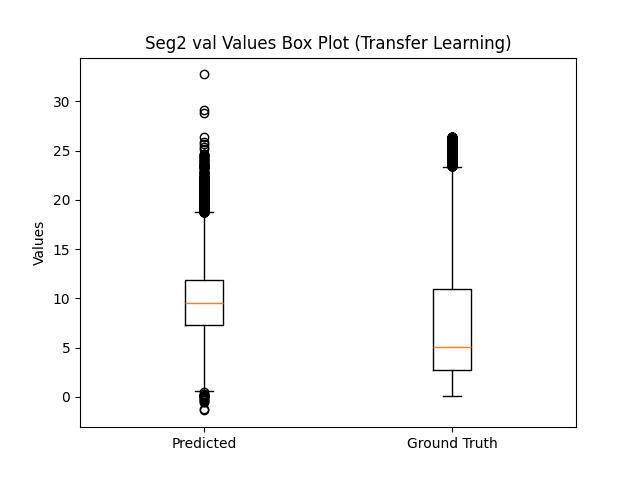 Seg2 val Values Box Plot (Transfer Learning)
30
25
20
15
10
5
0
Values
Predicted
Ground Truth